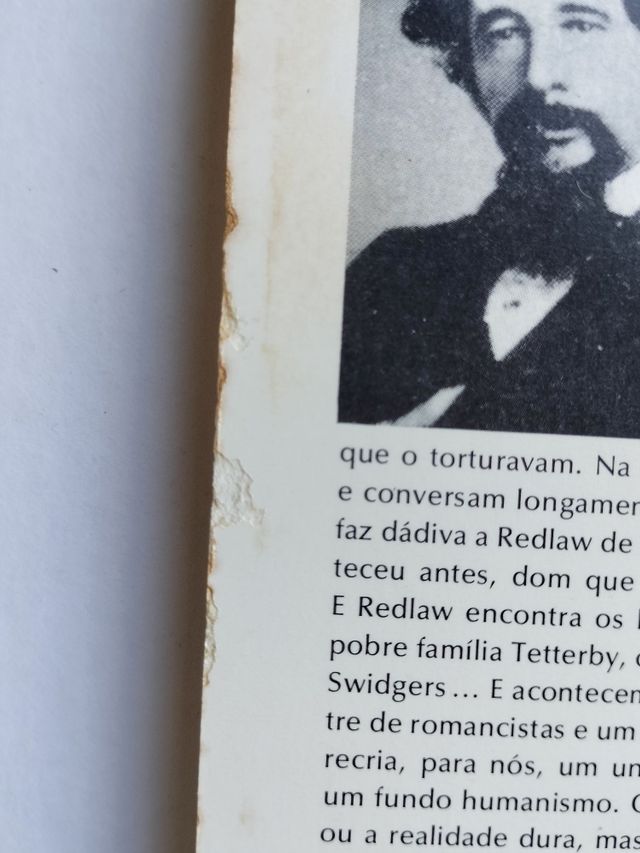 que o torturavam. Na
e conversam longamen
faz dádiva a Redlaw de
teceu antes, dom que
E Redlaw encontra os
pobre família Tetterby,
Swidgers... E acontecem
tre de romancistas e um
recria, para nós, um un
um fundo humanismo.
ou a realidade dura, mas